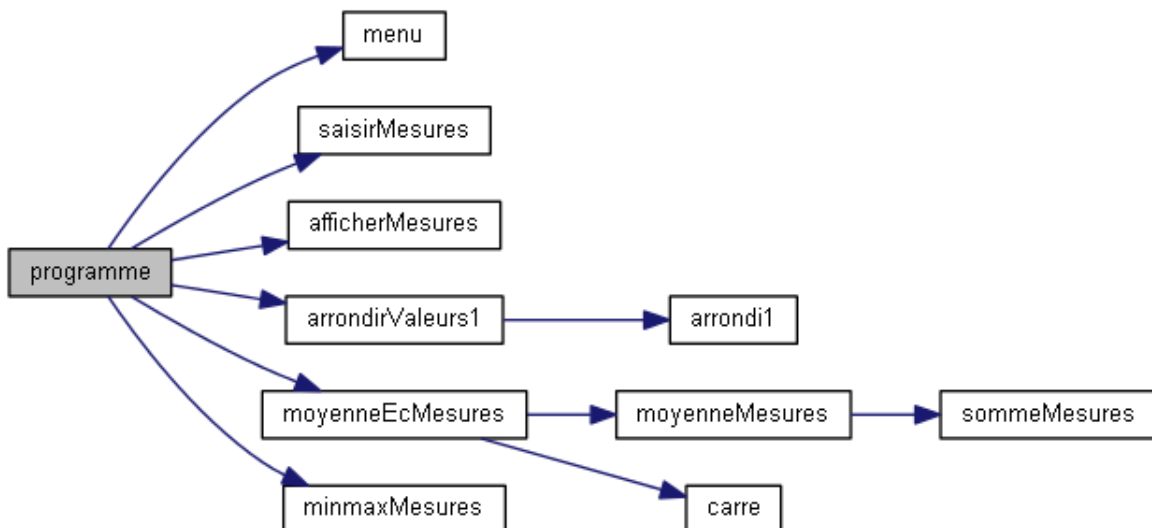 menu
saisirMesures
afficherMesures
programme
arrondirValeurs1
arrondi1
moyenneEcMesures
moyenneMesures
sommeMesures
minmaxMesures
carre